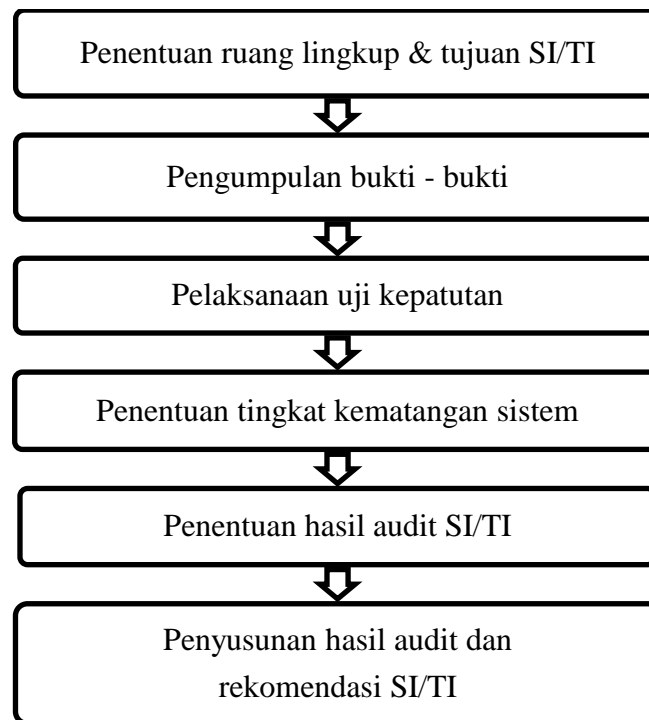 Penentuan ruang lingkup & tujuan SI/TI
Pengumpulan bukti - bukti
Pelaksanaan uji kepatutan
Penentuan tingkat kematangan sistem
Penentuan hasil audit SI/TI
Penyusunan hasil audit dan
rekomendasi SI/TI